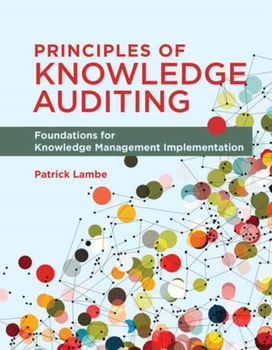 PRINCIPLES OF
KNOWLEDGE
AUDITING
Foundations for
Knowledge Management Implementation
Patrick Lambe